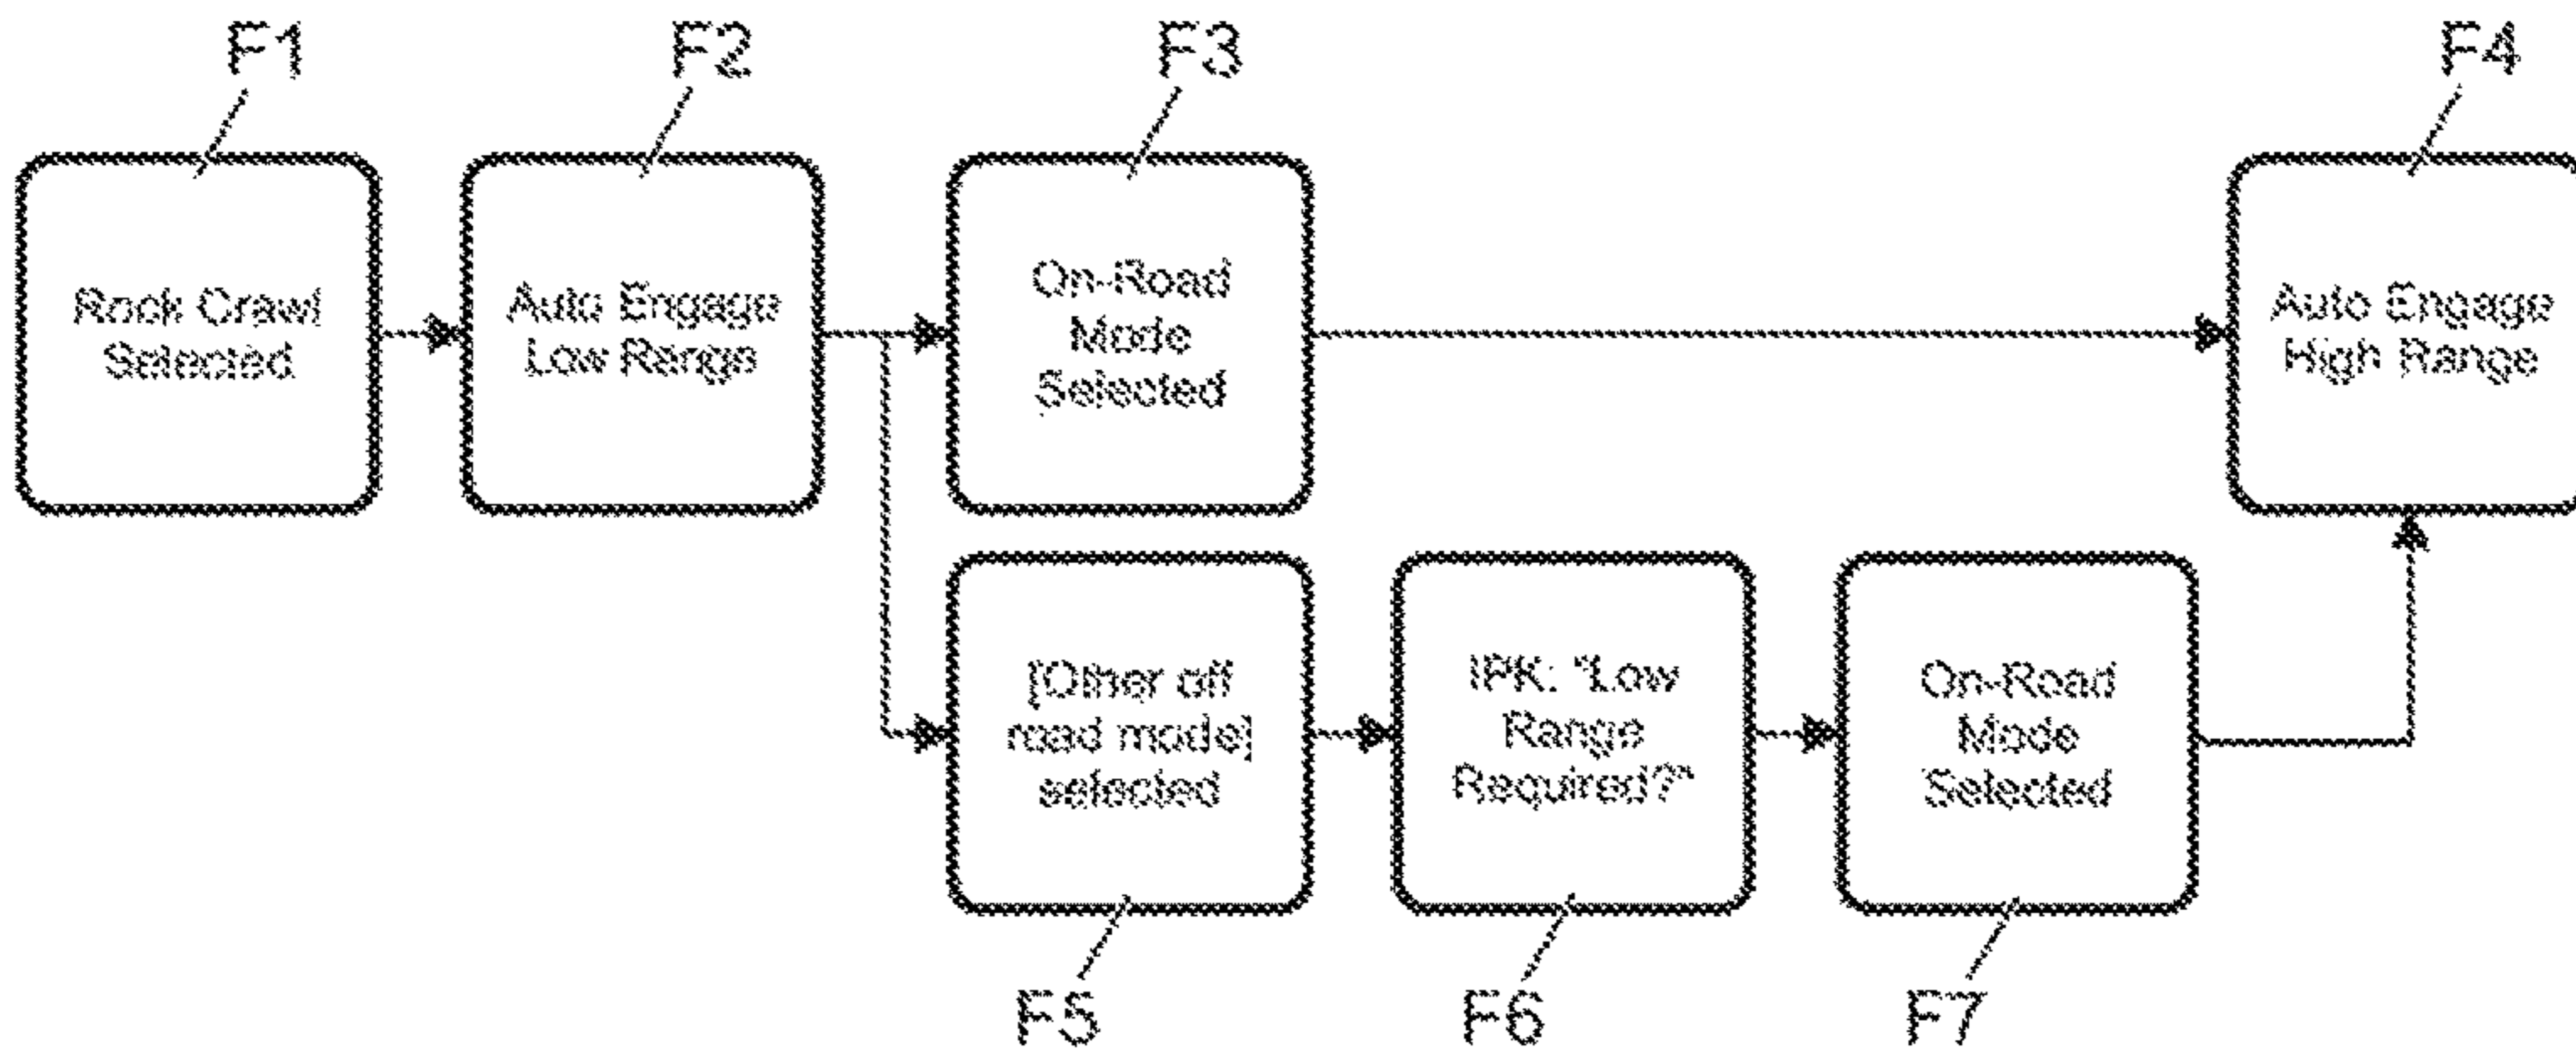 F1
F2
F3
F4
Rock Crawl
Selected
Auto Engage
Low Range
On-Road
Mode
Selected
Auto Engage
High Range
[Other off
road mode]
selected
IPK: "Low
Range
Required?"
On-Road
Mode
Selected
F5
F6
F7